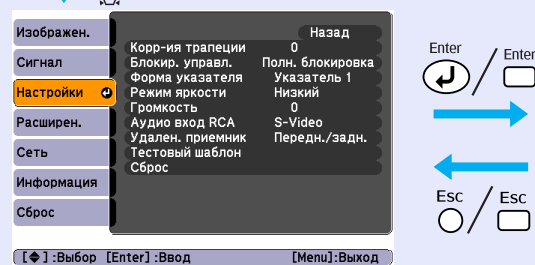 Изображен.
Сигнал
Настройки
Расширен.
Сеть
Информация
Сброс
Назад
Корр-ия трапеции 0
Блокир. управл. Полн. блокировка
Форма указателя Указатель 1
Режим яркости Низкий
Громкость 0
Аудио вход RCA S-Video
Удален. приемник Передн./задн.
Тестовый шаблон
Сброс
[ ] :Выбор [Enter] :Ввод [Menu]:Выход
Enter / Enter
Esc / Esc